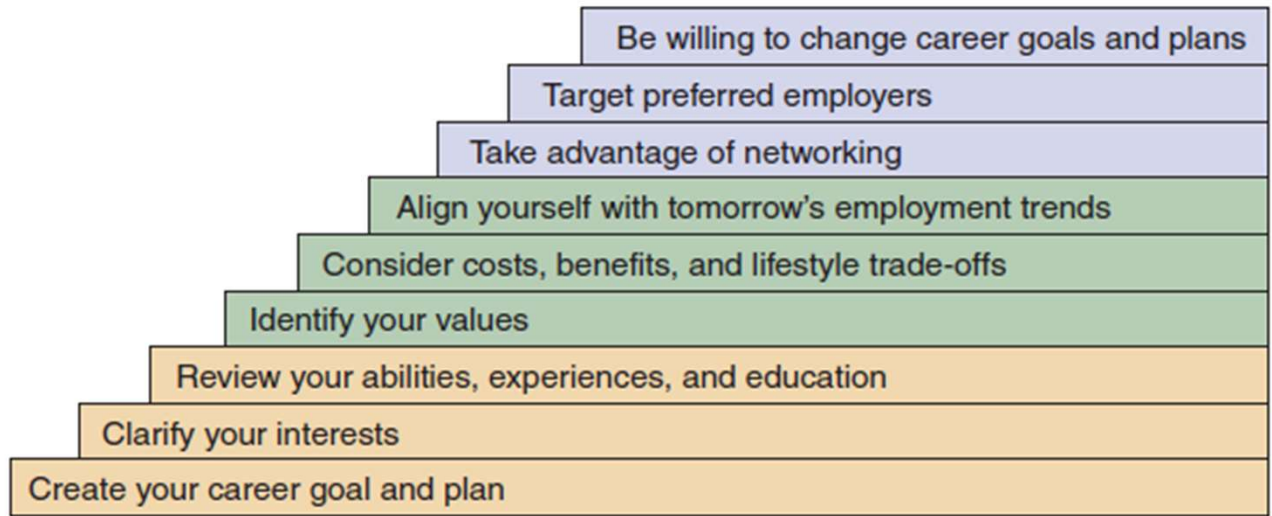 Be willing to change career goals and plans
Target preferred employers
Take advantage of networking
Align yourself with tomorrow’s employment trends
Consider costs, benefits, and lifestyle trade-offs
Identify your values
Review your abilities, experiences, and education
Clarify your interests
Create your career goal and plan